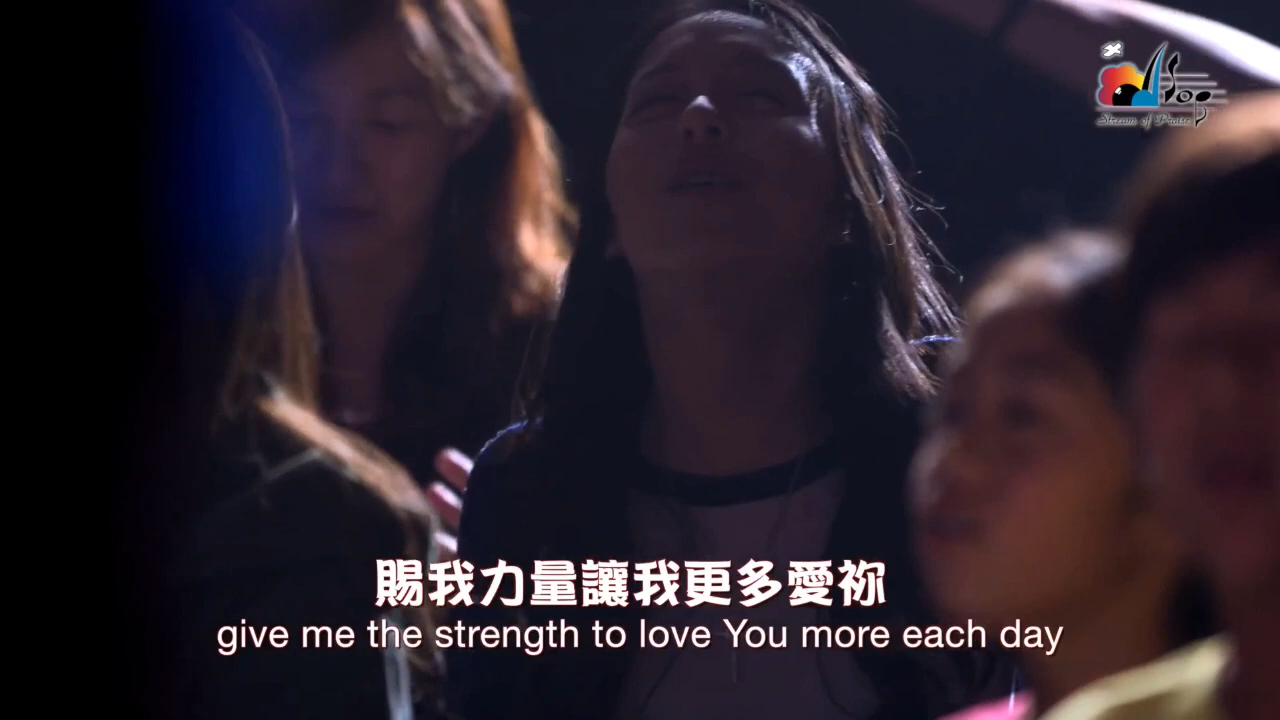 SOP
Stream of Praise
賜我力量讓我更多愛祢
give me the strength to love You more each day